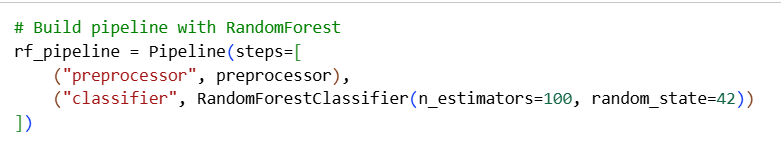 # Build pipeline with RandomForest
rf_pipeline = Pipeline(steps=[
    ("preprocessor", preprocessor),
    ("classifier", RandomForestClassifier(n_estimators=100, random_state=42))
])